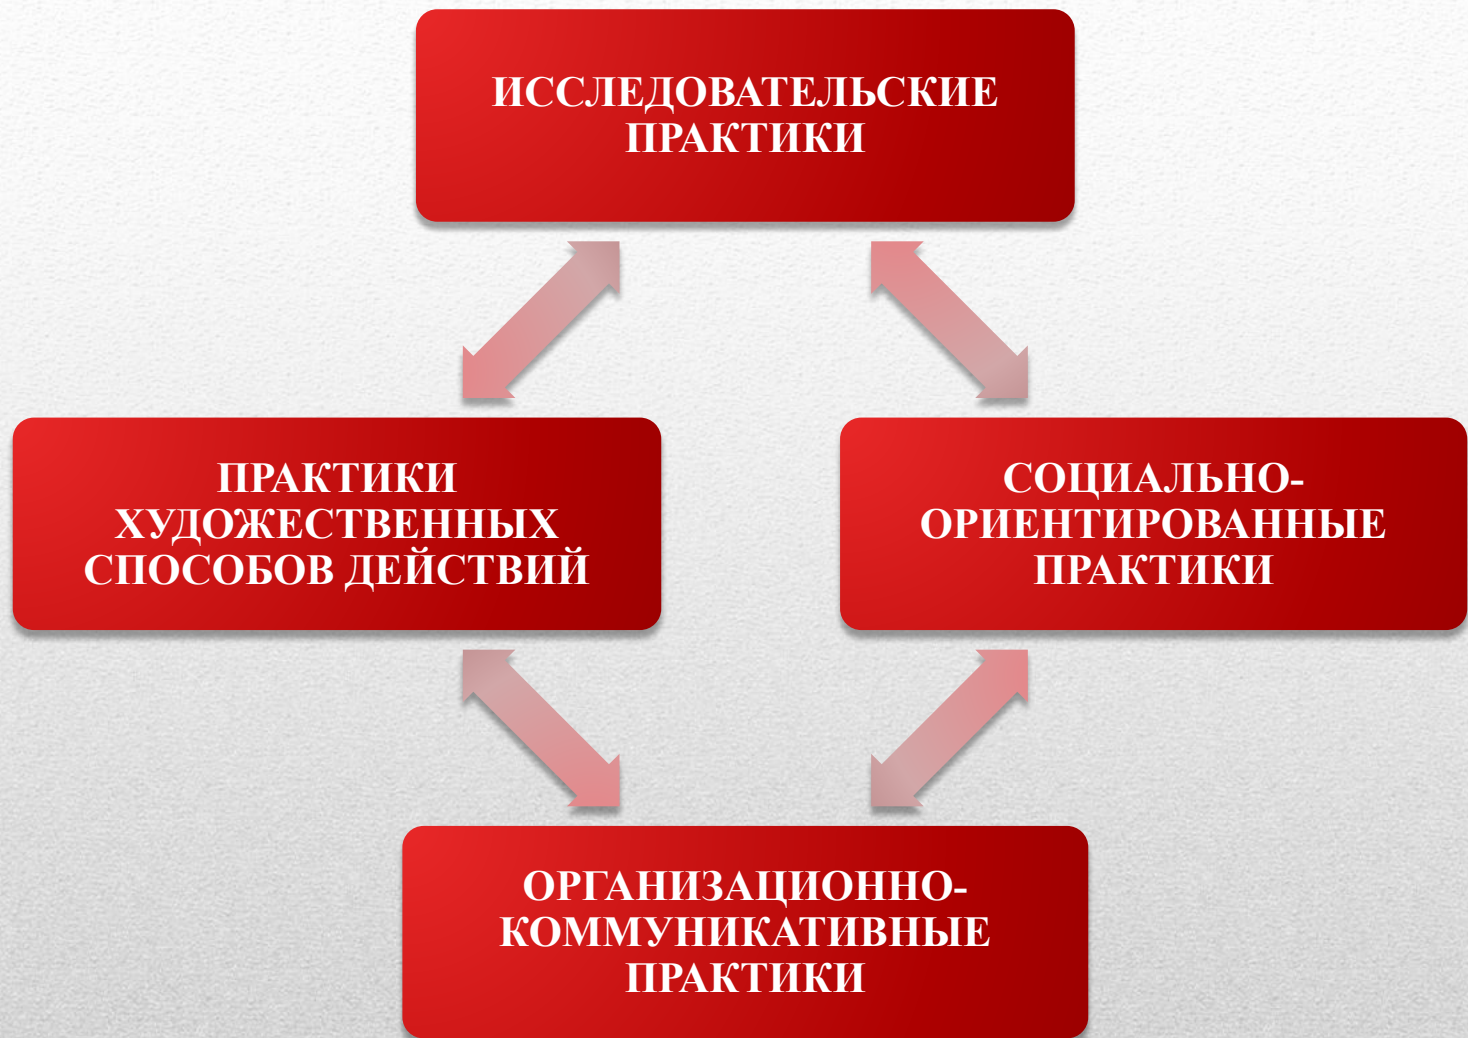 ИССЛЕДОВАТЕЛЬСКИЕ
ПРАКТИКИ
ПРАКТИКИ
ХУДОЖЕСТВЕННЫХ
СПОСОБОВ ДЕЙСТВИЙ
СОЦИАЛЬНО-
ОРИЕНТИРОВАННЫЕ
ПРАКТИКИ
ОРГАНИЗАЦИОННО-
КОММУНИКАТИВНЫЕ
ПРАКТИКИ